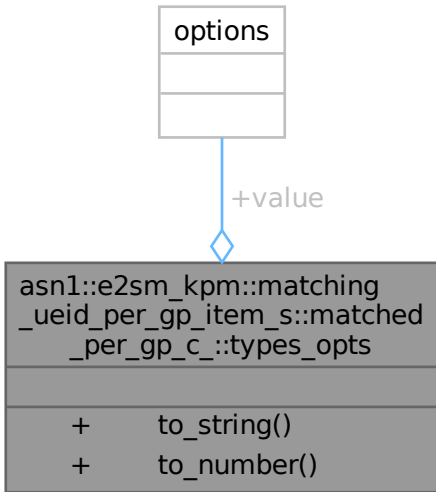 options
+value
asn1::e2sm_kpm::matching
_ueid_per_gp_item_s::matched
_per_gp_c_::types_opts
+ to_string()
+ to_number()